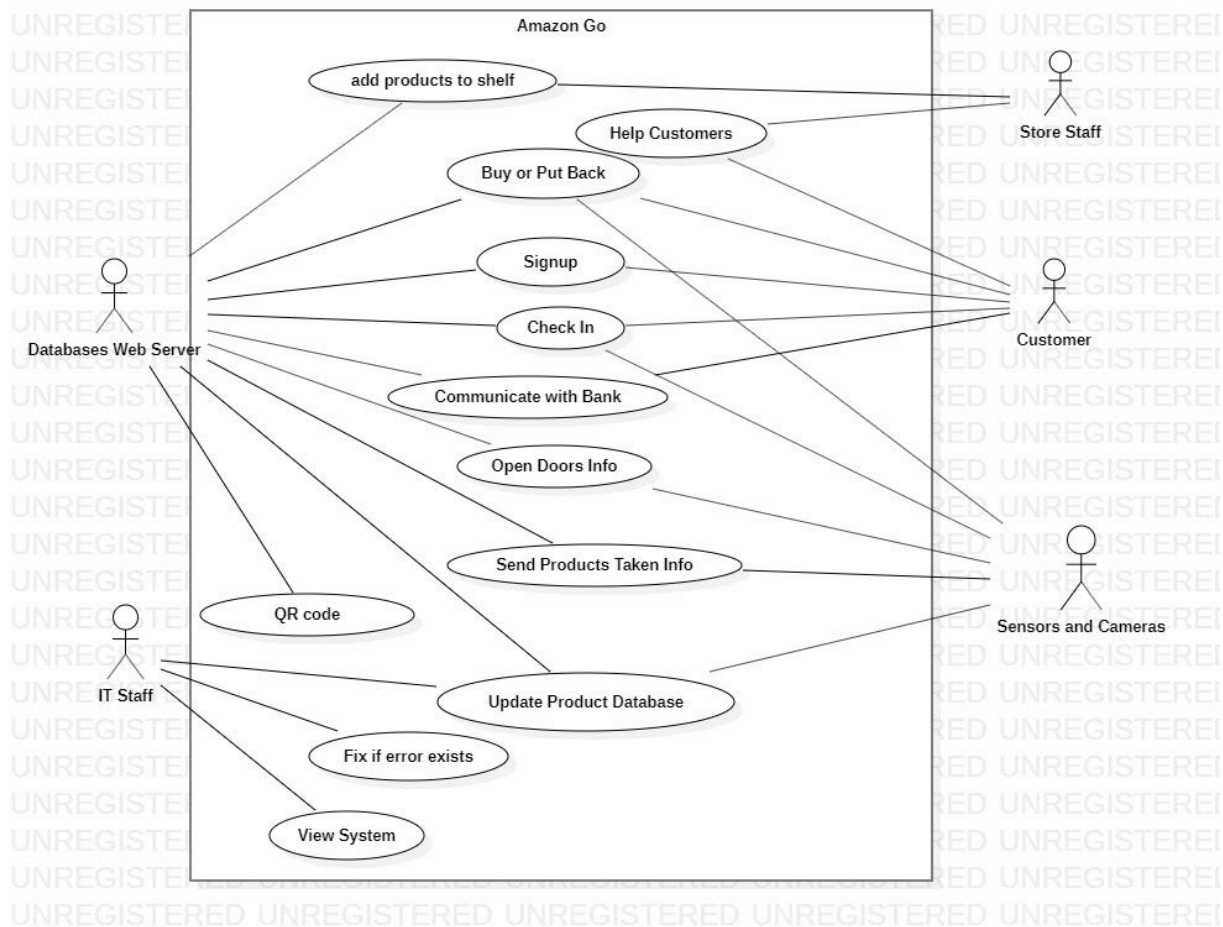 Amazon Go
add products to shelf
Help Customers
Store Staff
Buy or Put Back
Signup
Check In
Databases Web Server
Customer
Communicate with Bank
Open Doors Info
Send Products Taken Info
QR code
Sensors and Cameras
IT Staff
Update Product Database
Fix if error exists
View System
UNREGISTERED UNREGISTERED UNREGISTERED UNREGISTERED UNREGISTERED